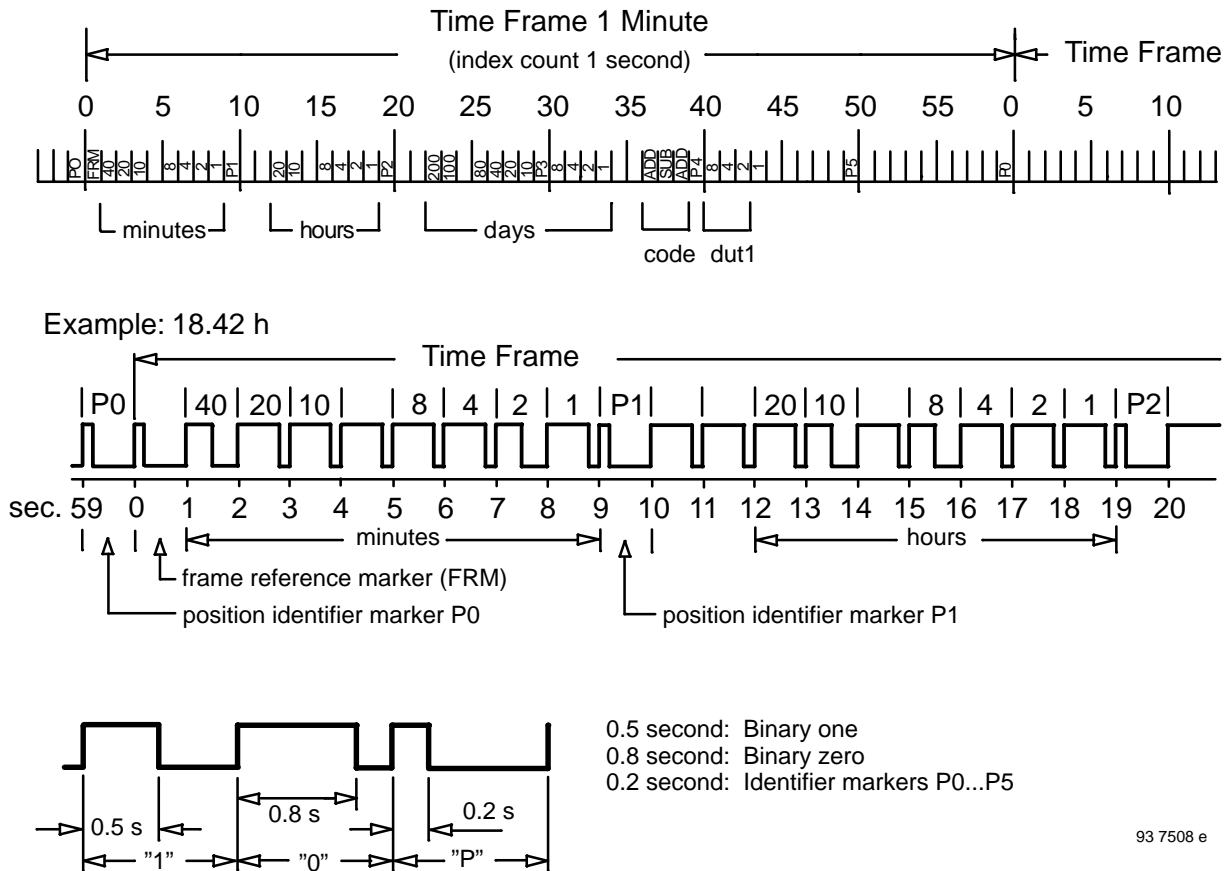 Time Frame 1 Minute
(index count 1 second)
Time Frame
0 5 10 15 20 25 30 35 40 45 50 55 0 5 10
PO FRM 40 20 10 8 4 2 1 P1 20 10 8 4 2 1 P2 200 100 80 40 20 10 P3 8 4 2 1 ADD SUB ADD P4 8 4 2 1 P5 R0
minutes hours days
code dut1
Example: 18.42 h
Time Frame
P0 40 20 10 8 4 2 1 P1 20 10 8 4 2 1 P2
sec. 59 0 1 2 3 4 5 6 7 8 9 10 11 12 13 14 15 16 17 18 19 20
minutes hours
frame reference marker (FRM)
position identifier marker P0 position identifier marker P1
0.5 second: Binary one
0.8 second: Binary zero
0.2 second: Identifier markers P0...P5
0.5 s 0.8 s 0.2 s
"1" "0" "P"
93 7508 e